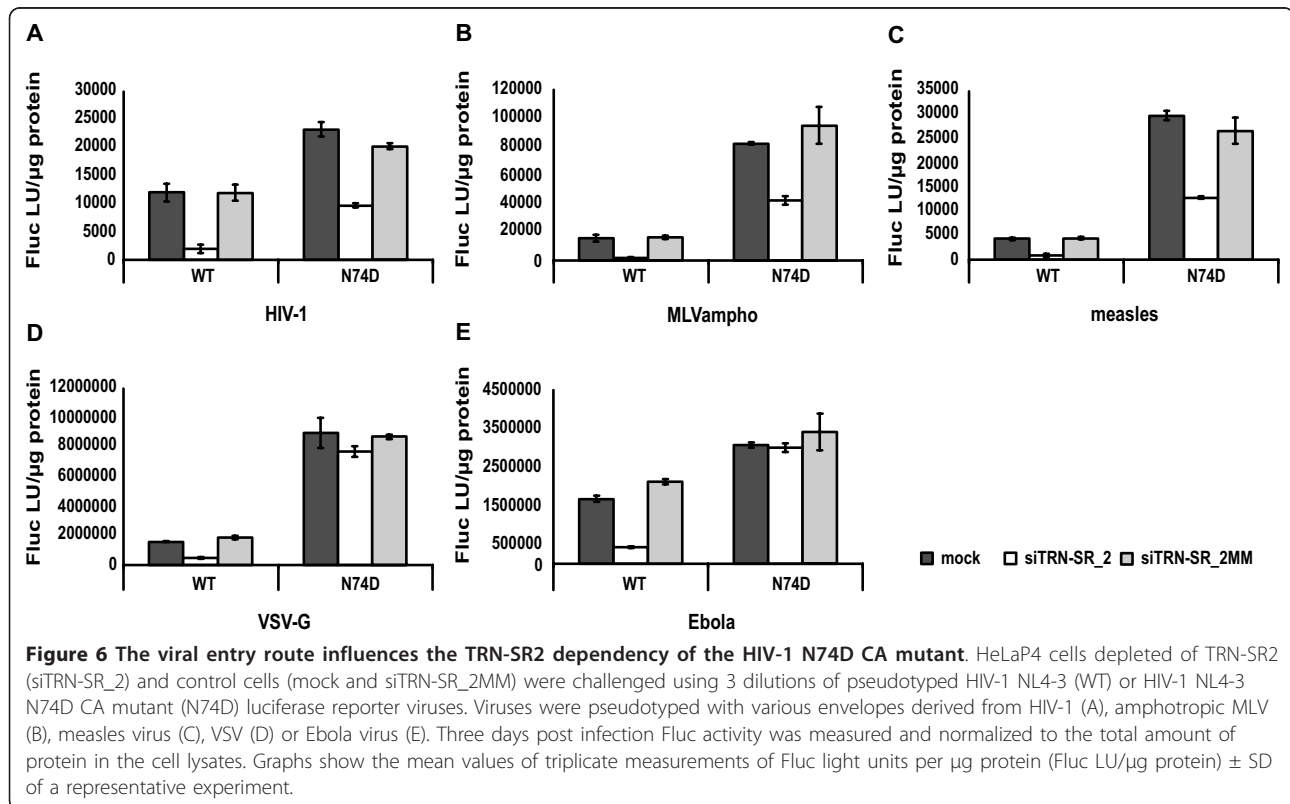 A
Fluc LU/µg protein
30000
25000
20000
15000
10000
5000
0
WT
N74D
HIV-1
B
Fluc LU/µg protein
120000
100000
80000
60000
40000
20000
0
WT
N74D
MLVampho
C
Fluc LU/µg protein
35000
30000
25000
20000
15000
10000
5000
0
WT
N74D
measles
D
Fluc LU/µg protein
12000000
10000000
8000000
6000000
4000000
2000000
0
WT
N74D
VSV-G
E
Fluc LU/µg protein
4500000
3500000
2500000
1500000
500000
0
WT
N74D
Ebola
mock siTRN-SR_2 siTRN-SR_2MM
Figure 6 The viral entry route influences the TRN-SR2 dependency of the HIV-1 N74D CA mutant. HeLaP4 cells depleted of TRN-SR2
(siTRN-SR_2) and control cells (mock and siTRN-SR_2MM) were challenged using 3 dilutions of pseudotyped HIV-1 NL4-3 (WT) or HIV-1 NL4-3
N74D CA mutant (N74D) luciferase reporter viruses. Viruses were pseudotyped with various envelopes derived from HIV-1 (A), amphotropic MLV
(B), measles virus (C), VSV (D) or Ebola virus (E). Three days post infection Fluc activity was measured and normalized to the total amount of
protein in the cell lysates. Graphs show the mean values of triplicate measurements of Fluc light units per µg protein (Fluc LU/µg protein) ± SD
of a representative experiment.